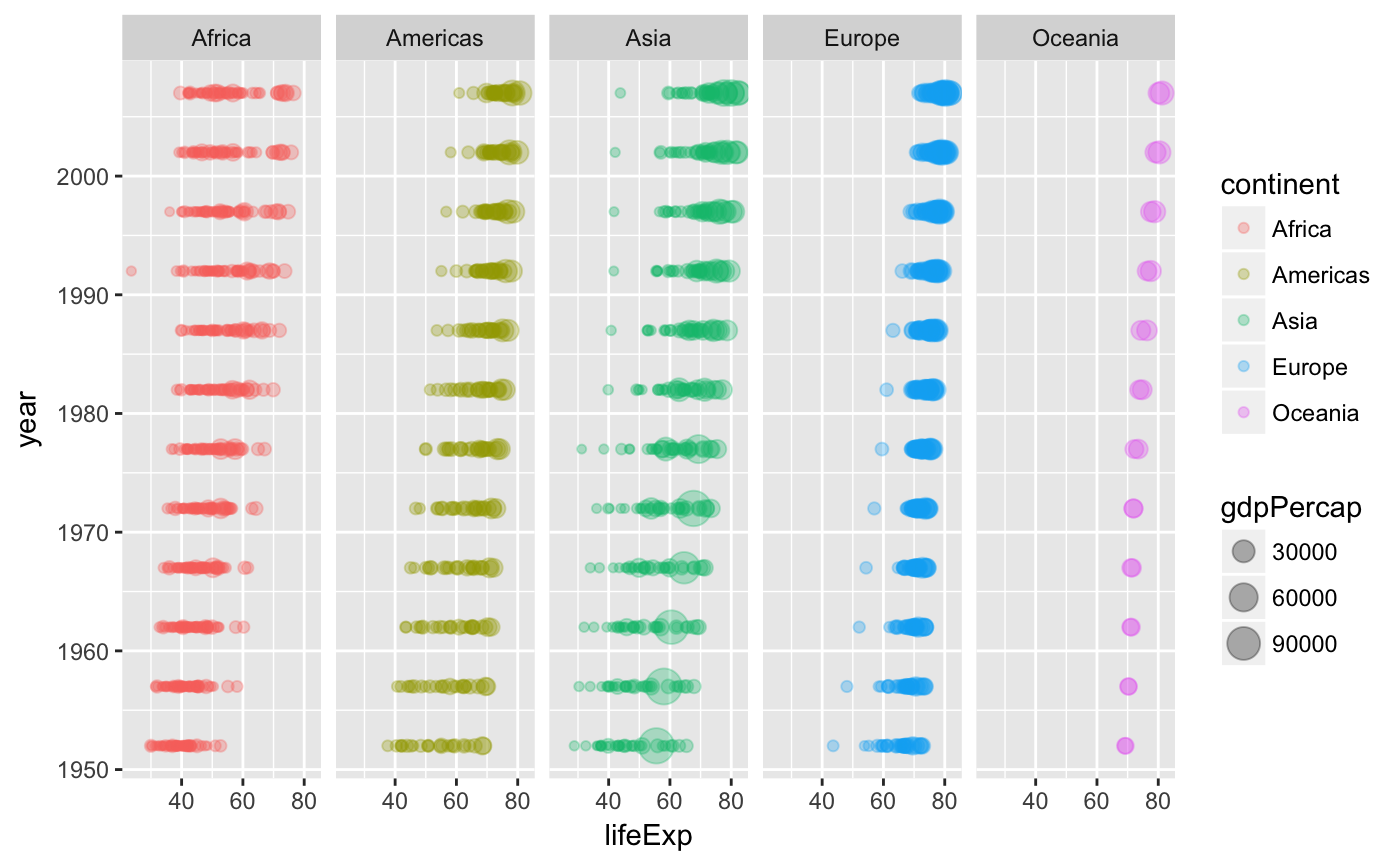 Africa Americas Asia Europe Oceania
2000
1990
1980
1970
1960
1950
year
40 60 80 40 60 80 40 60 80 40 60 80 40 60 80
lifeExp
continent
Africa
Americas
Asia
Europe
Oceania
gdpPercap
30000
60000
90000